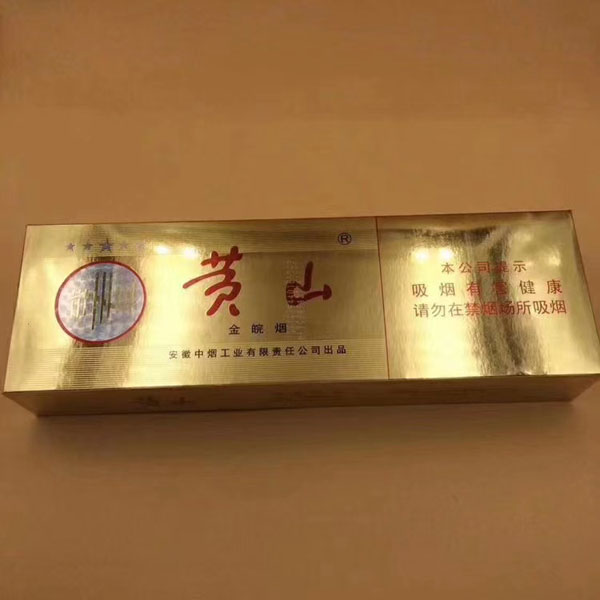 黄山
®
金皖烟
安徽中烟工业有限责任公司出品
本公司提示
吸烟有害健康
请勿在禁烟场所吸烟